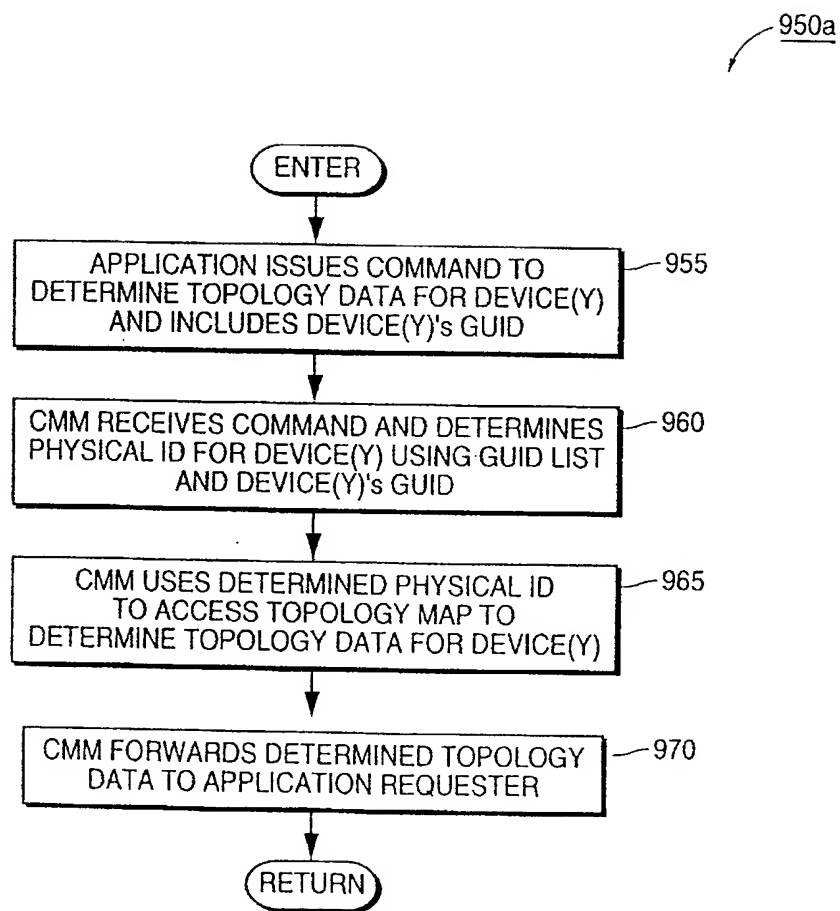 950a
ENTER
APPLICATION ISSUES COMMAND TO
DETERMINE TOPOLOGY DATA FOR DEVICE(Y)
AND INCLUDES DEVICE(Y)'s GUID
955
CMM RECEIVES COMMAND AND DETERMINES
PHYSICAL ID FOR DEVICE(Y) USING GUID LIST
AND DEVICE(Y)'s GUID
960
CMM USES DETERMINED PHYSICAL ID
TO ACCESS TOPOLOGY MAP TO
DETERMINE TOPOLOGY DATA FOR DEVICE(Y)
965
CMM FORWARDS DETERMINED TOPOLOGY
DATA TO APPLICATION REQUESTER
970
RETURN